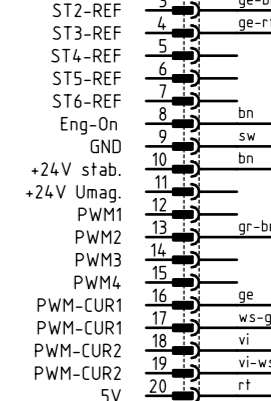 ST2-REF 3
ST3-REF 4
ST4-REF 5
ST5-REF 6
ST6-REF 7
Eng-On 8 bn
GND 9 sw
+24V stab. 10 bn
+24V Umag. 11
PWM1 12
PWM2 13 gr-bn
PWM3 14
PWM4 15
PWM-CUR1 16 ge
PWM-CUR1 17 ws-g
PWM-CUR2 18 vi
PWM-CUR2 19 vi-ws
5V 20 rt